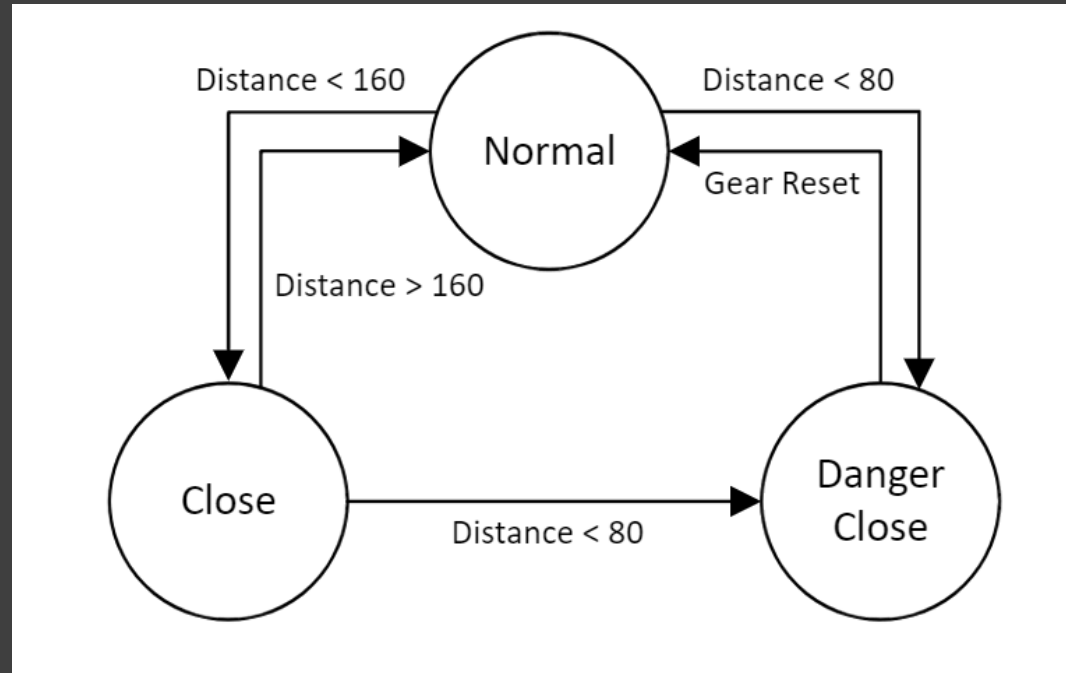 Distance < 160
Distance < 80
Normal
Gear Reset
Distance > 160
Close
Danger
Close
Distance < 80